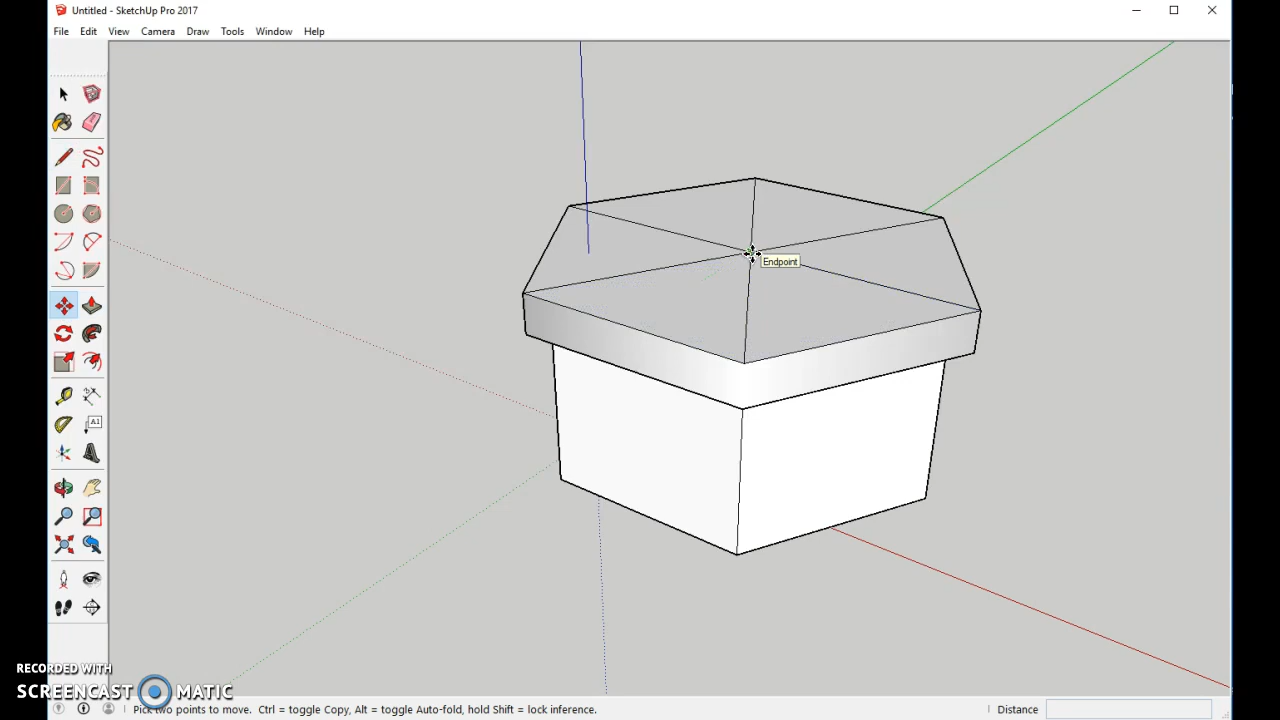 Untitled - SketchUp Pro 2017
File Edit View Camera Draw Tools Window Help
Endpoint
A1
RECORDED WITH
SCREENCAST MATIC
Pick two points to move. Ctrl = toggle Copy, Alt = toggle Auto-fold, hold Shift = lock inference.
Distance